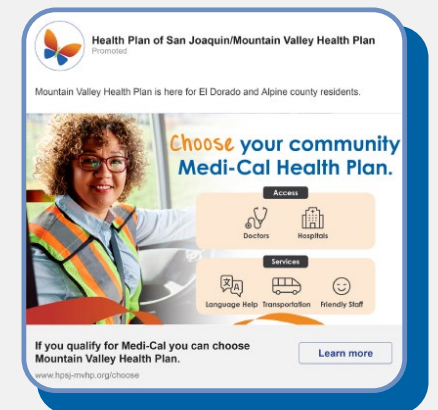 Health Plan of San Joaquin/Mountain Valley Health Plan
Promoted
Mountain Valley Health Plan is here for El Dorado and Alpine county residents.
Choose your community
Medi-Cal Health Plan.
Access
Doctors Hospitals
Services
Language Help Transportation Friendly Staff
If you qualify for Medi-Cal you can choose
Mountain Valley Health Plan.
Learn more
www.hpsj-mvhp.org/choose